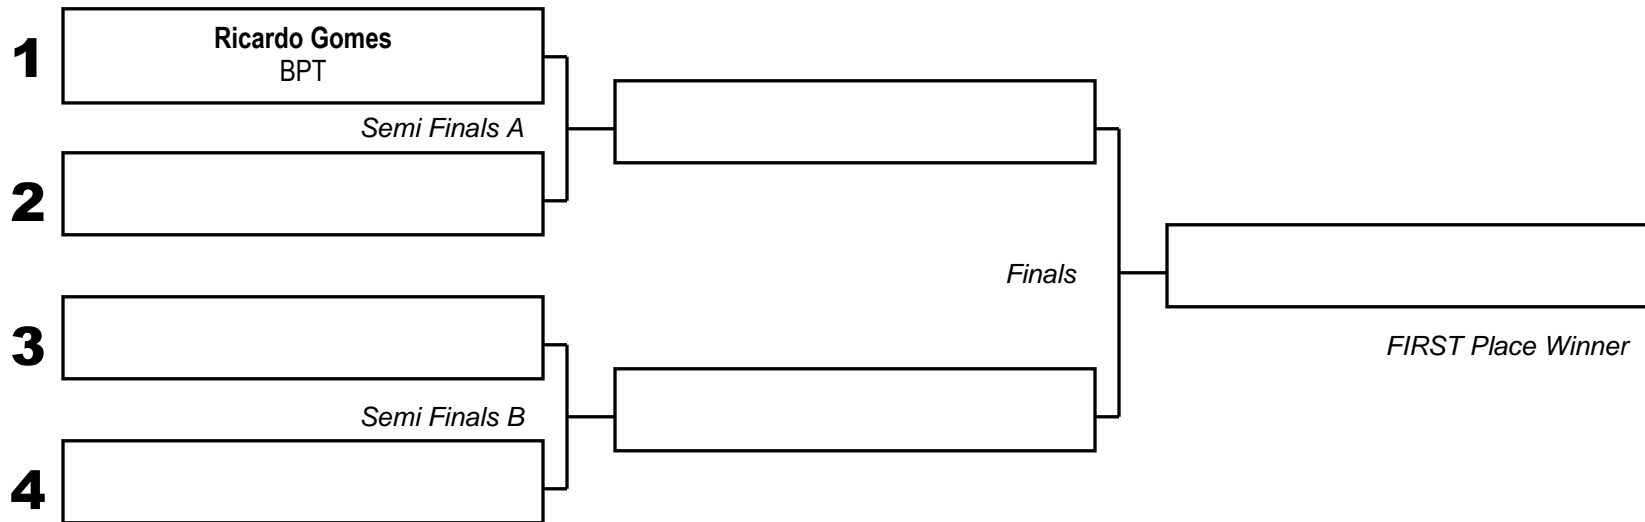 1
Ricardo Gomes
BPT
Semi Finals A
2
Finals
3
FIRST Place Winner
Semi Finals B
4